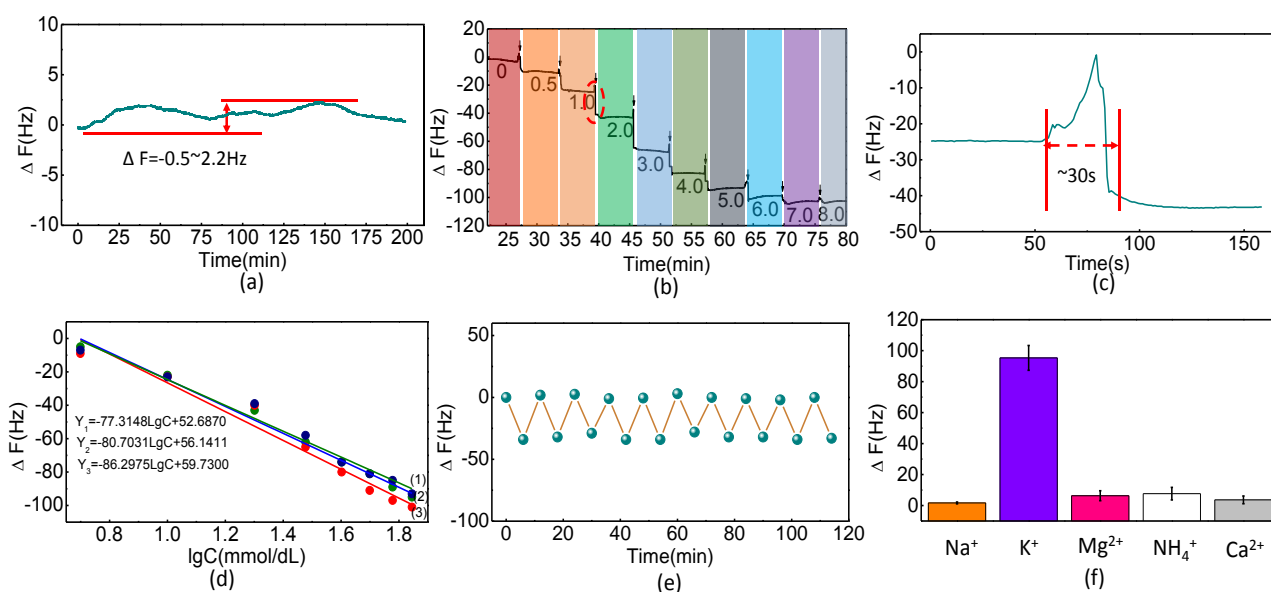 10
5
0
-5
-10
Δ F(Hz)
Δ F=-0.5~2.2Hz
0 25 50 75 100 125 150 175 200
Time(min)
(a)
20
0
-20
-40
-60
-80
-100
-120
Δ F(Hz)
0
0.5
1.0
2.0
3.0
4.0
5.0
6.0
7.0
8.0
25 30 35 40 45 50 55 60 65 70 75 80
Time(min)
(b)
0
-10
-20
-30
-40
-50
Δ F(Hz)
~30s
0 50 100 150
Time(s)
(c)
0
-20
-40
-60
-80
-100
Δ F(Hz)
Y₁=-77.3148LgC+52.6870
Y₂=-80.7031LgC+56.1411
Y₃=-86.2975LgC+59.7300
(1)
(2)
(3)
0.8 1.0 1.2 1.4 1.6 1.8
lgC(mmol/dL)
(d)
50
0
-50
-100
Δ F(Hz)
0 20 40 60 80 100 120
Time(min)
(e)
120
100
80
60
40
20
0
Δ F(Hz)
Na⁺ K⁺ Mg²⁺ NH₄⁺ Ca²⁺
(f)